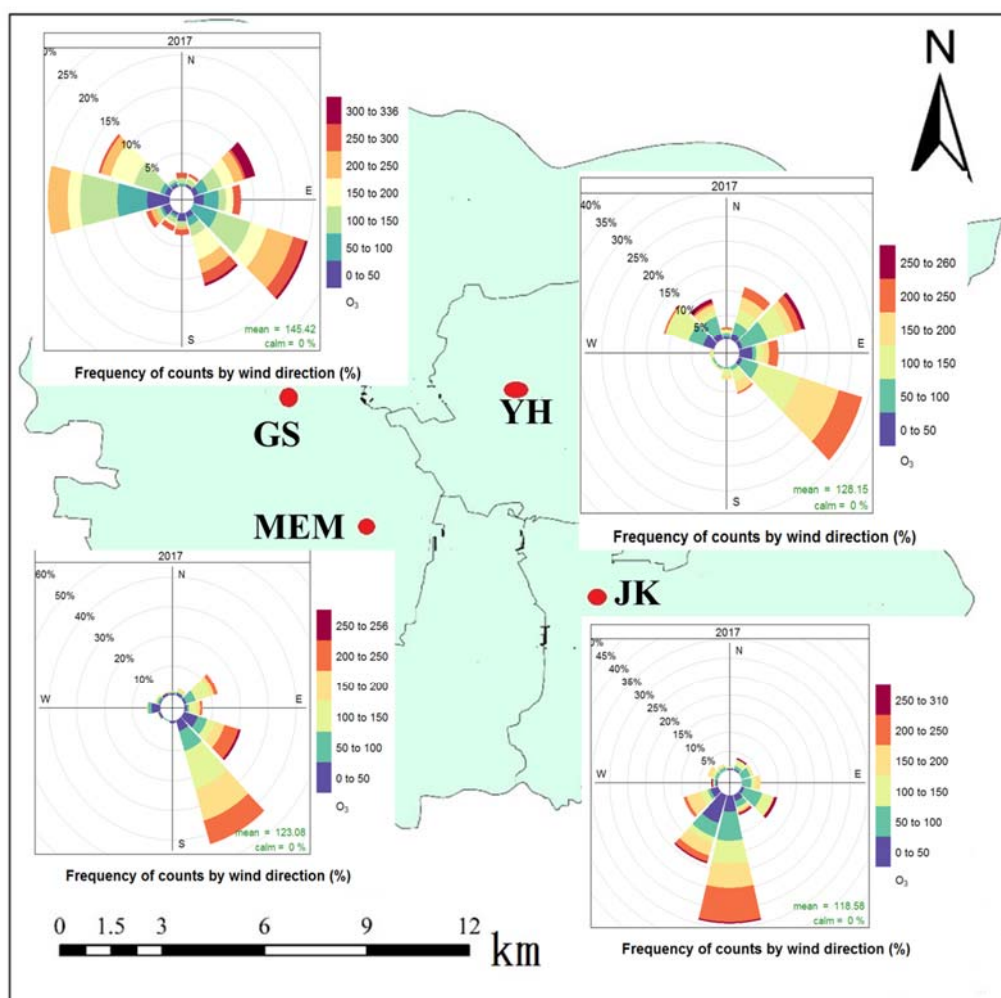 N
2017
N
0%
25%
20%
15%
10%
5%
E
S
300 to 336
250 to 300
200 to 250
150 to 200
100 to 150
50 to 100
0 to 50
O3
mean = 145.42
calm = 0 %
Frequency of counts by wind direction (%)
2017
N
40%
35%
30%
25%
20%
15%
10%
5%
W
E
S
250 to 260
200 to 250
150 to 200
100 to 150
50 to 100
0 to 50
O3
mean = 128.15
calm = 0 %
Frequency of counts by wind direction (%)
GS
YH
MEM
JK
2017
N
60%
50%
40%
30%
20%
10%
W
E
S
250 to 256
200 to 250
150 to 200
100 to 150
50 to 100
0 to 50
O3
mean = 123.08
calm = 0 %
Frequency of counts by wind direction (%)
2017
N
0%
45%
40%
35%
30%
25%
20%
15%
10%
5%
W
E
S
250 to 310
200 to 250
150 to 200
100 to 150
50 to 100
0 to 50
O3
mean = 118.58
calm = 0 %
Frequency of counts by wind direction (%)
0 1.5 3 6 9 12
km